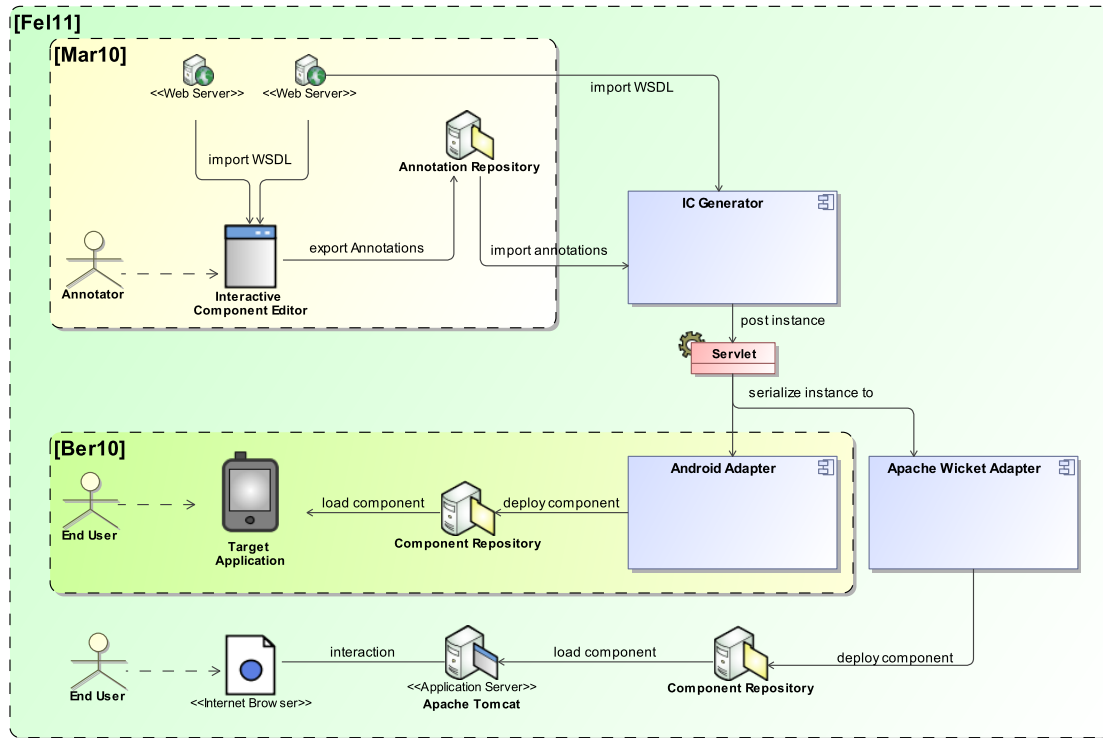 [Fel11]
[Mar10]
<<Web Server>>
<<Web Server>>
import WSDL
import WSDL
Annotation Repository
IC Generator
export Annotations
import annotations
Annotator
Interactive
Component Editor
post instance
Servlet
serialize instance to
[Ber10]
Android Adapter
Apache Wicket Adapter
load component
deploy component
End User
Component Repository
Target
Application
interaction
load component
deploy component
End User
<<Internet Browser>>
<<Application Server>>
Apache Tomcat
Component Repository